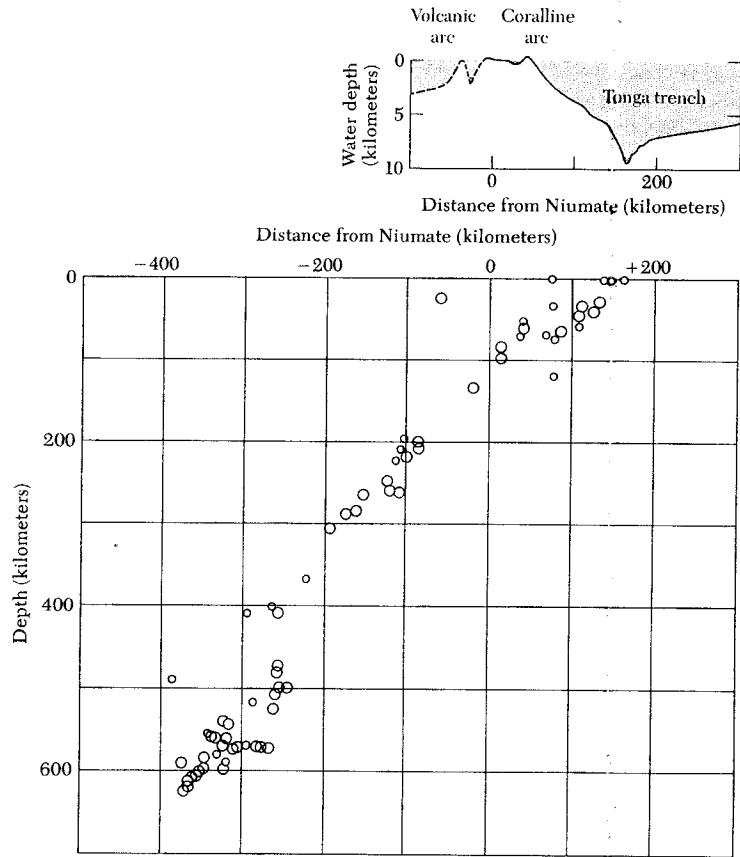 Volcanic
arc
Coralline
arc
Water depth
(kilometers)
0
5
10
Tonga trench
0
200
Distance from Niumate (kilometers)
Distance from Niumate (kilometers)
−400
−200
0
+200
Depth (kilometers)
0
200
400
600